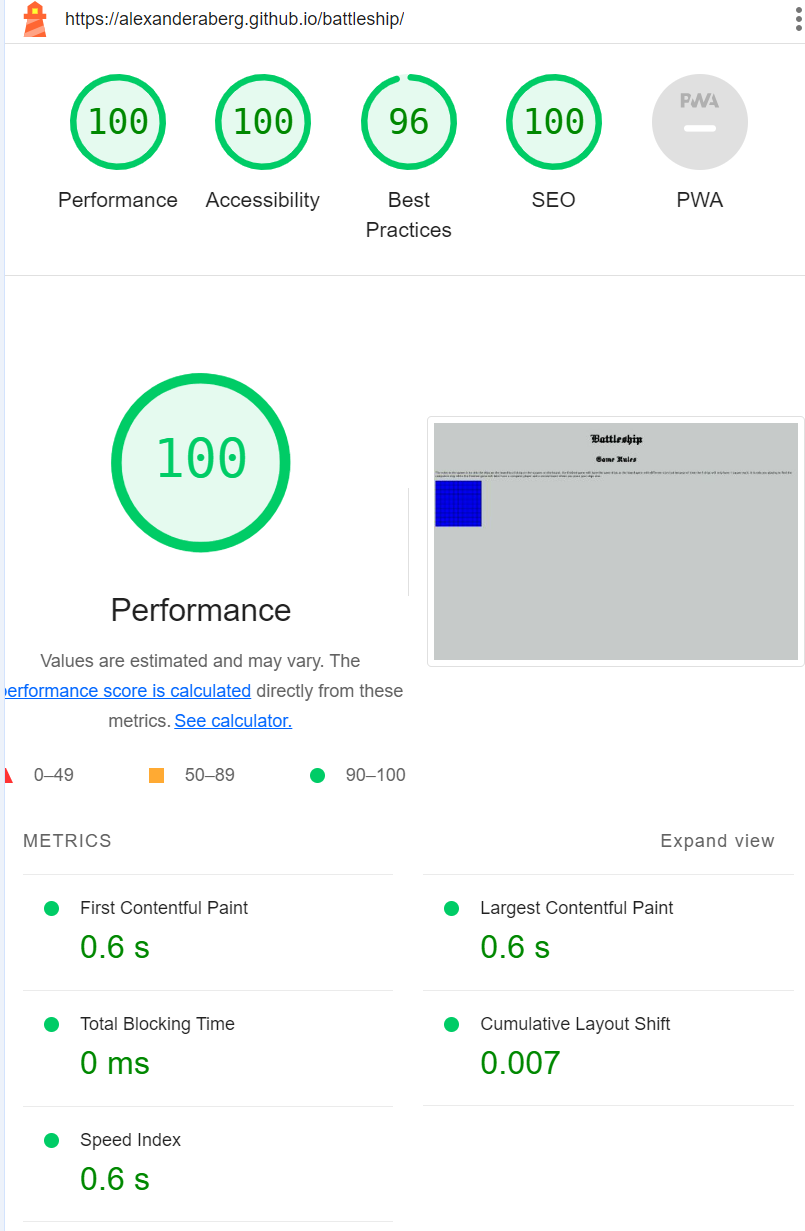 https://alexanderaberg.github.io/battleship/
100
100
96
100
PWA
Performance
Accessibility
Best
Practices
SEO
PWA
100
Battleship
Game Rules
Performance
Values are estimated and may vary. The
performance score is calculated directly from these
metrics. See calculator.
0–49
50–89
90–100
METRICS
Expand view
First Contentful Paint
0.6 s
Largest Contentful Paint
0.6 s
Total Blocking Time
0 ms
Cumulative Layout Shift
0.007
Speed Index
0.6 s